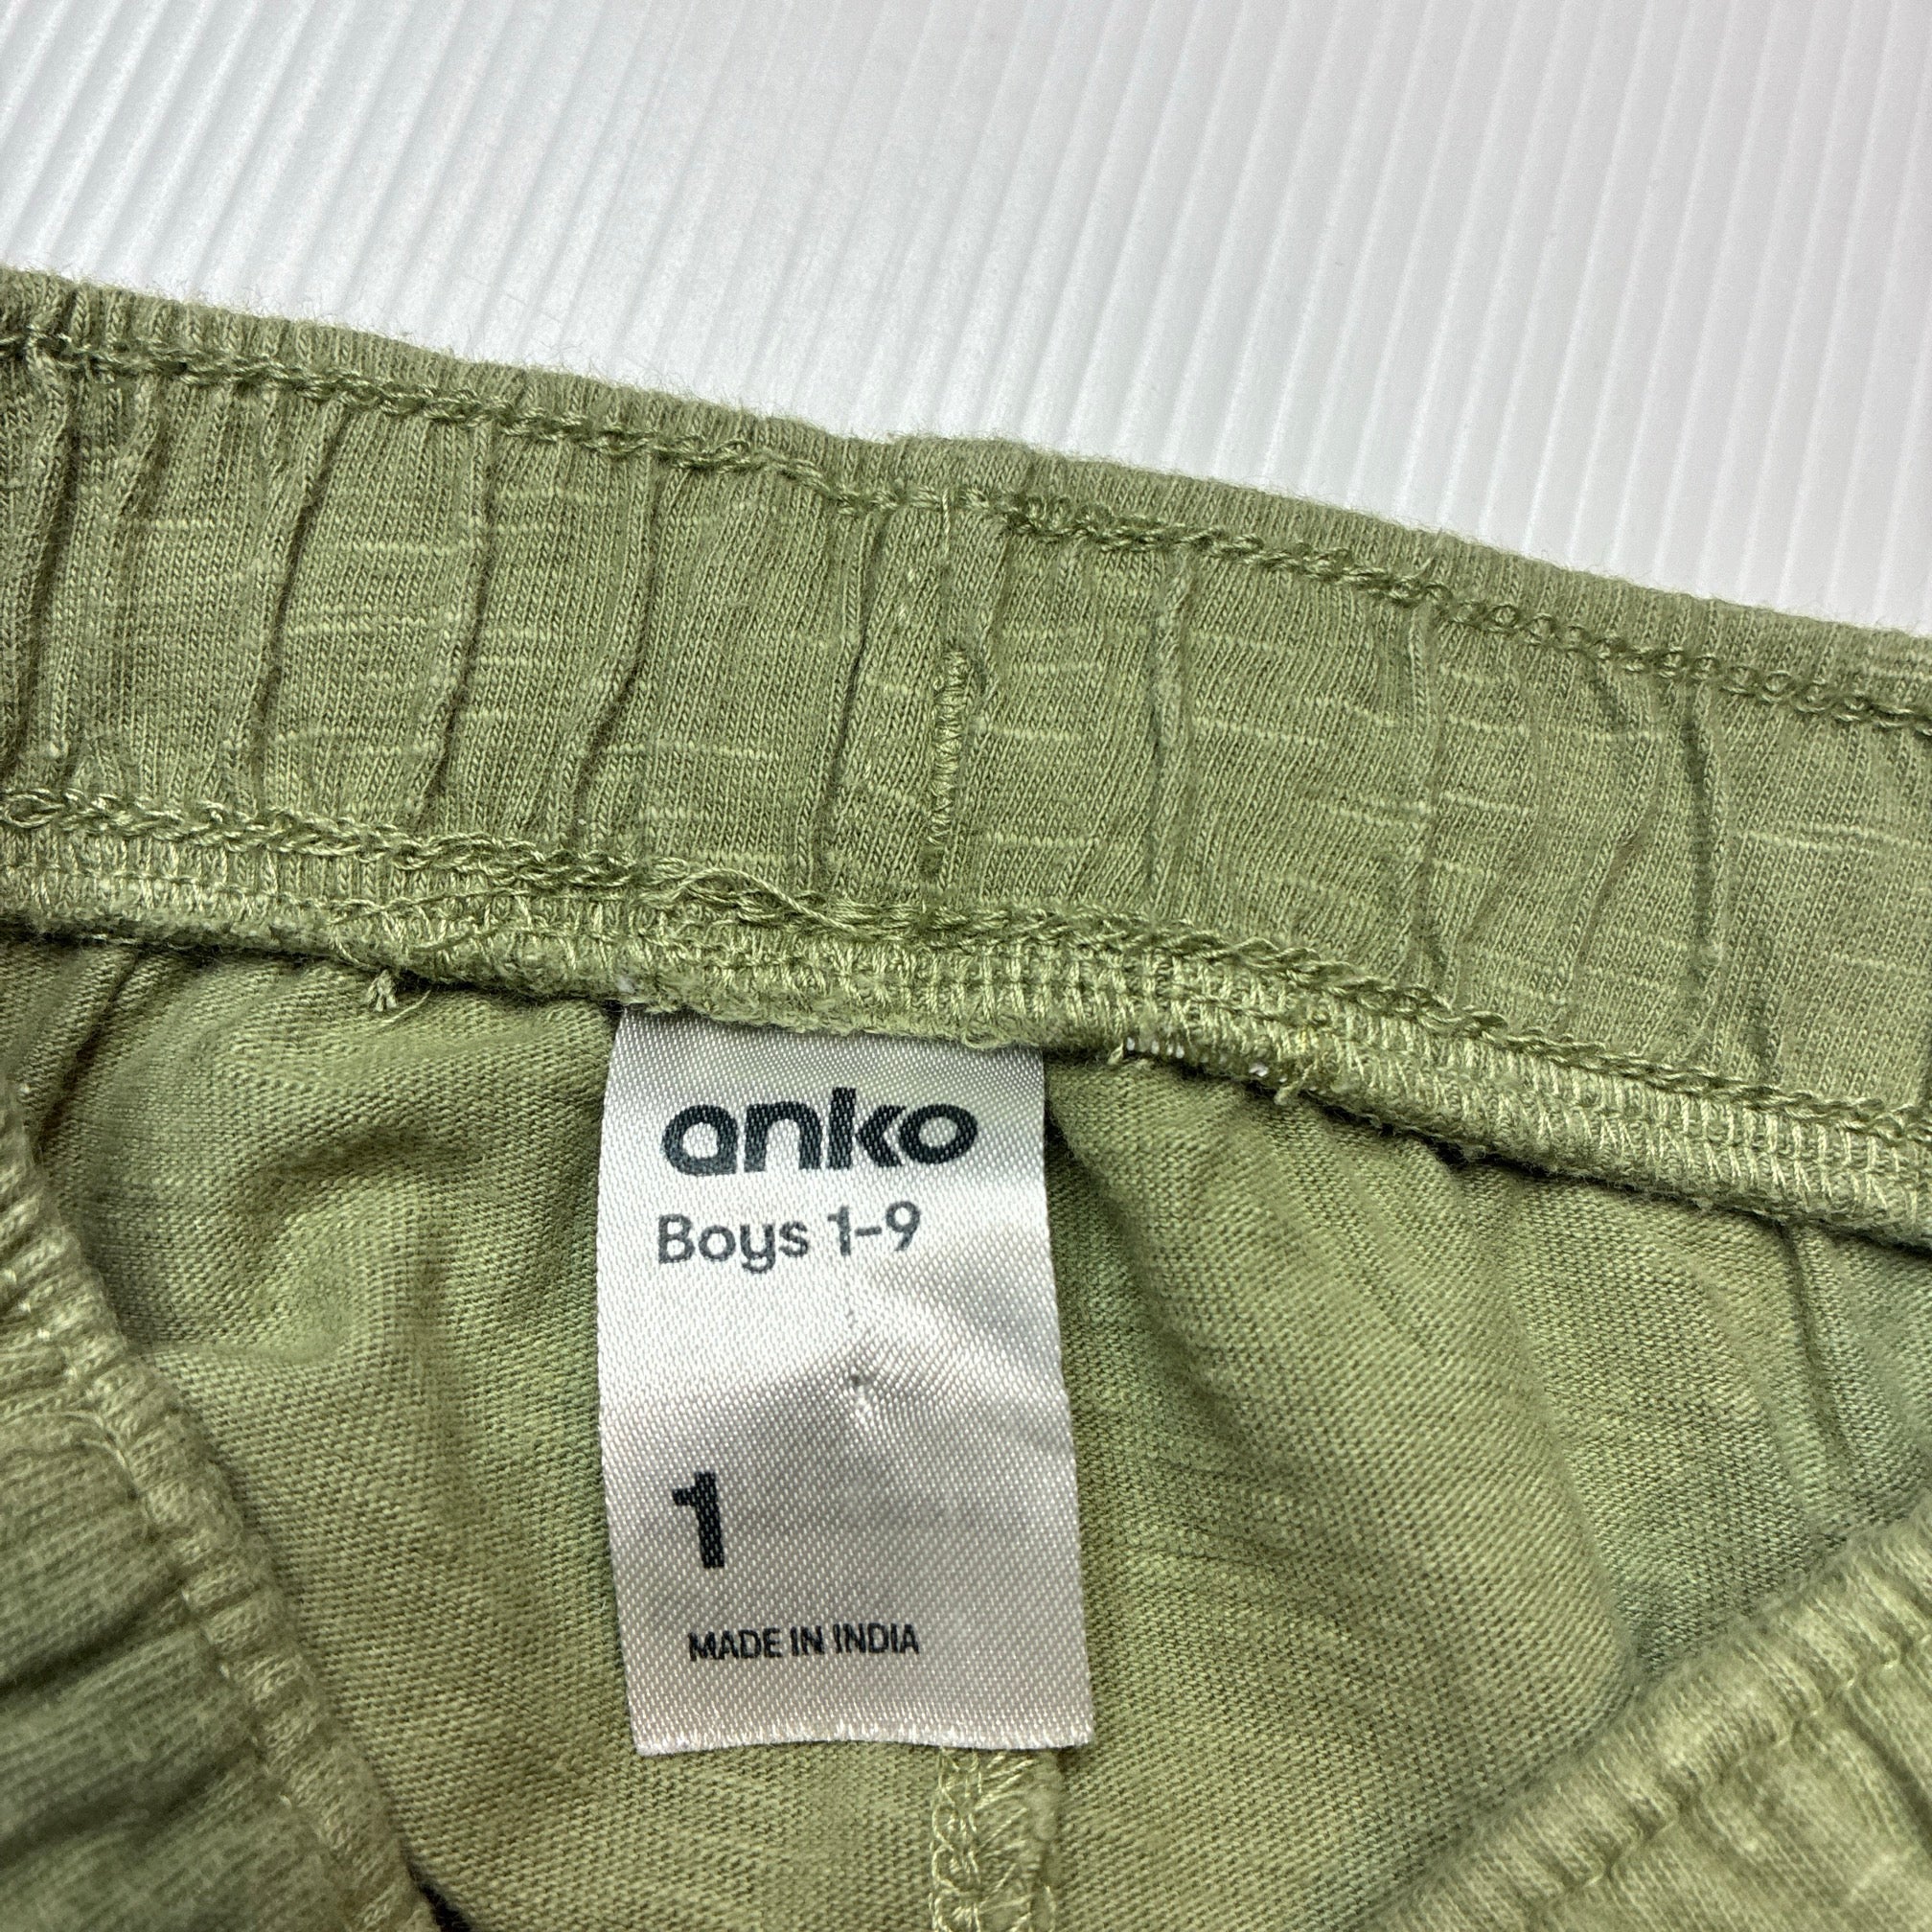 anko
Boys 1-9
1
MADE IN INDIA